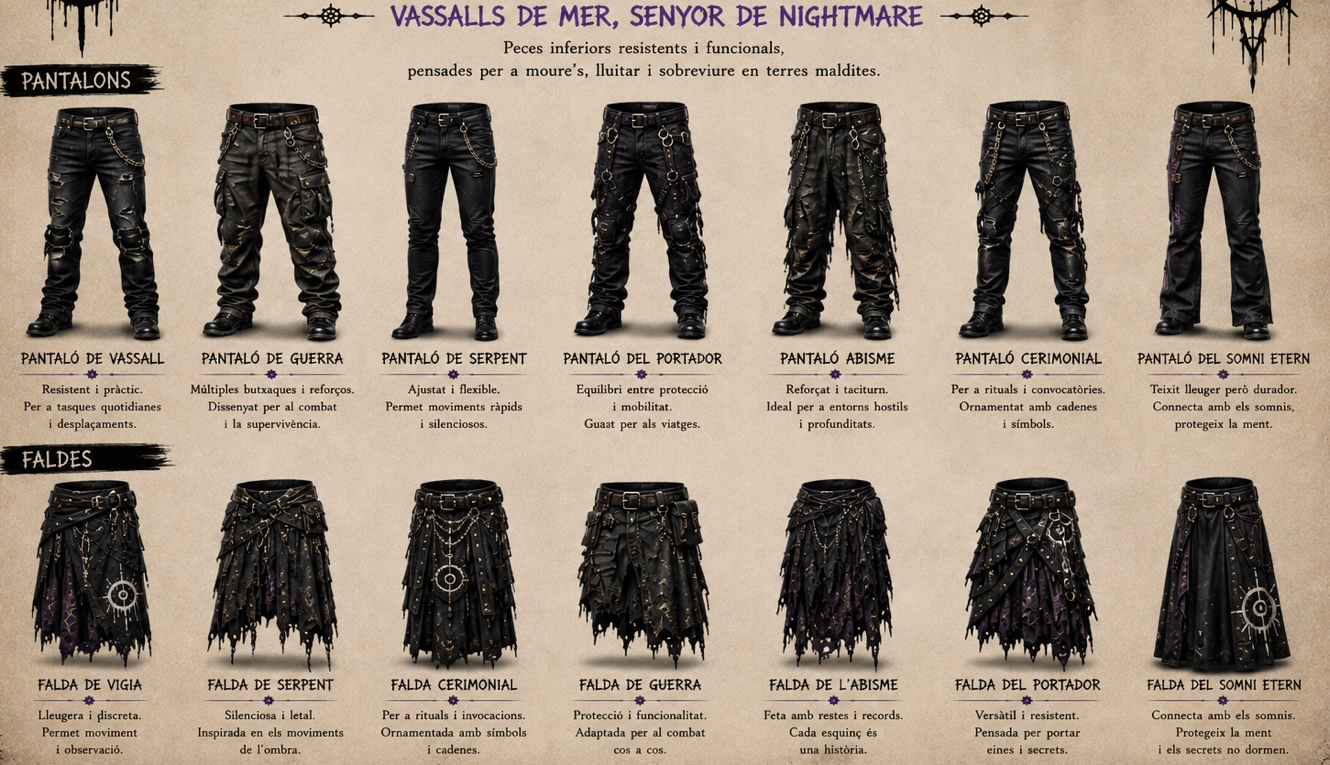 VASSALLS DE MER, SENYOR DE NIGHTMARE
Peces inferiors resistents i funcionals,
pensades per a moure's, lluitar i sobreviure en terres maldites.
PANTALONS
PANTALÓ DE VASSALL
Resistent i pràctic.
Per a tasques quotidianes
i desplaçaments.
PANTALÓ DE GUERRA
Múltiples butxaques i reforços.
Dissenyat per al combat
i la supervivència.
PANTALÓ DE SERPENT
Ajustat i flexible.
Permet moviments ràpids
i silenciosos.
PANTALÓ DEL PORTADOR
Equilibri entre protecció
i mobilitat.
Guaat per als viatges.
PANTALÓ ABISME
Reforçat i taciturn.
Ideal per a entorns hostils
i profunditats.
PANTALÓ CERIMONIAL
Per a rituals i convocatòries.
Ornamentat amb cadenes
i símbols.
PANTALÓ DEL SOMNI ETERN
Teixit lleuger però durador.
Connecta amb els somnis,
protegeix la ment.
FALDES
FALDA DE VIGIA
Lleugera i discreta.
Permet moviment
i observació.
FALDA DE SERPENT
Silenciosa i letal.
Inspirada en els moviments
de l'ombra.
FALDA CERIMONIAL
Per a rituals i invocacions.
Ornamentada amb símbols
i cadenes.
FALDA DE GUERRA
Protecció i funcionalitat.
Adaptada per al combat
cos a cos.
FALDA DE L'ABISME
Feta amb restes i records.
Cada esquinç és
una història.
FALDA DEL PORTADOR
Versàtil i resistent.
Pensada per portar
eines i secrets.
FALDA DEL SOMNI ETERN
Connecta amb els somnis.
Protegeix la ment
i els secrets no dormen.